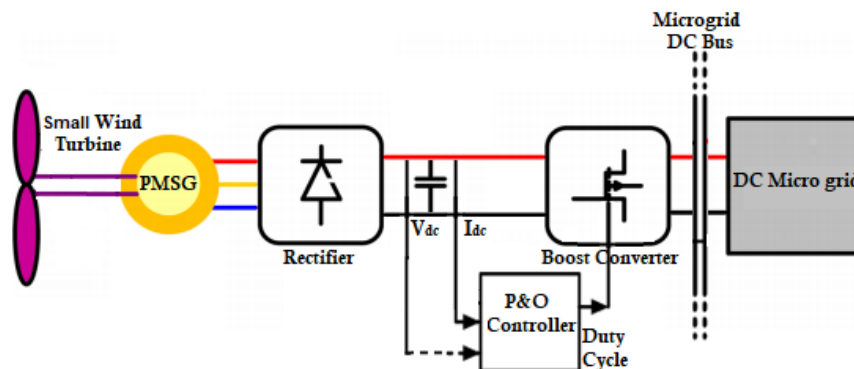 Microgrid
DC Bus
Small Wind
Turbine
PMSG
Rectifier
Vdc
Idc
Boost Converter
DC Micro grid
P&O
Controller
Duty
Cycle